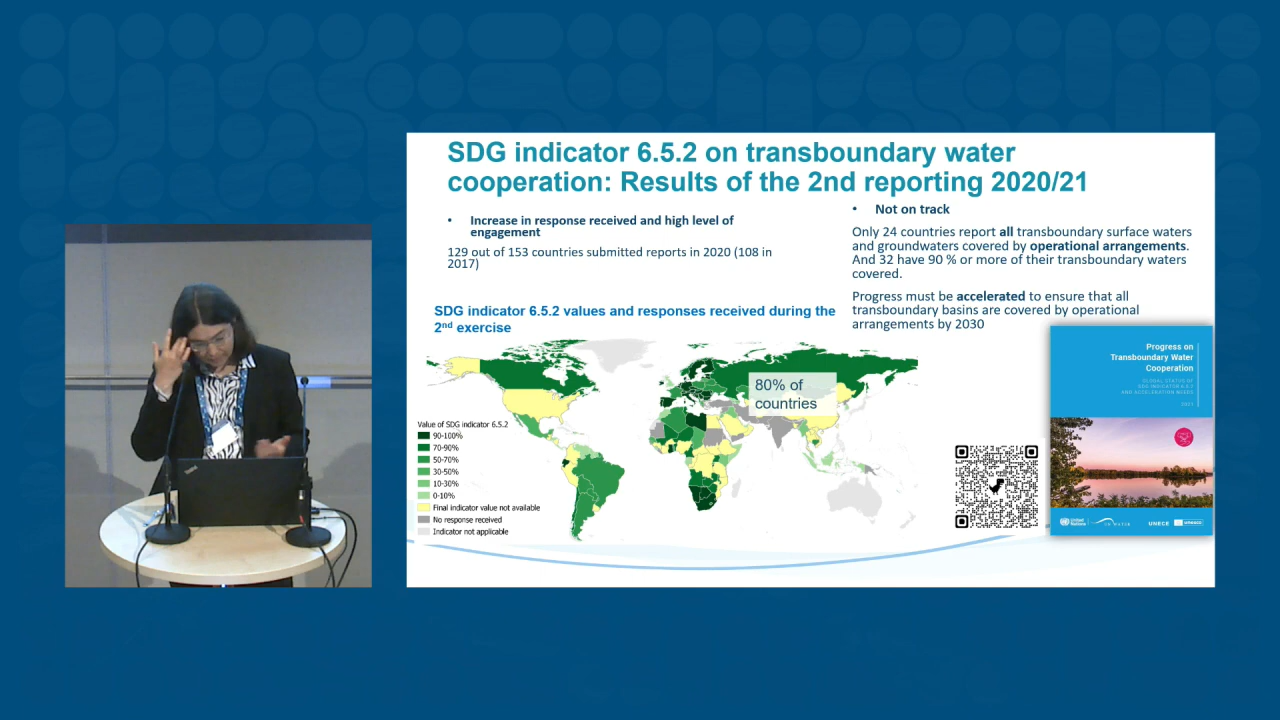 SDG indicator 6.5.2 on transboundary water
cooperation: Results of the 2nd reporting 2020/21
• Increase in response received and high level of
engagement
129 out of 153 countries submitted reports in 2020 (108 in
2017)
• Not on track
Only 24 countries report all transboundary surface waters
and groundwaters covered by operational arrangements.
And 32 have 90 % or more of their transboundary waters
covered.
Progress must be accelerated to ensure that all
transboundary basins are covered by operational
arrangements by 2030
SDG indicator 6.5.2 values and responses received during the
2nd exercise
80% of
countries
Value of SDG indicator 6.5.2
90-100%
70-90%
50-70%
30-50%
10-30%
0-10%
Final indicator value not available
No response received
Indicator not applicable
Progress on
Transboundary Water
Cooperation
GLOBAL STATUS OF
SDG INDICATOR 6.5.2
AND ACCELERATION NEEDS
2021
United
Nations
UN WATER
UNECE
unesco